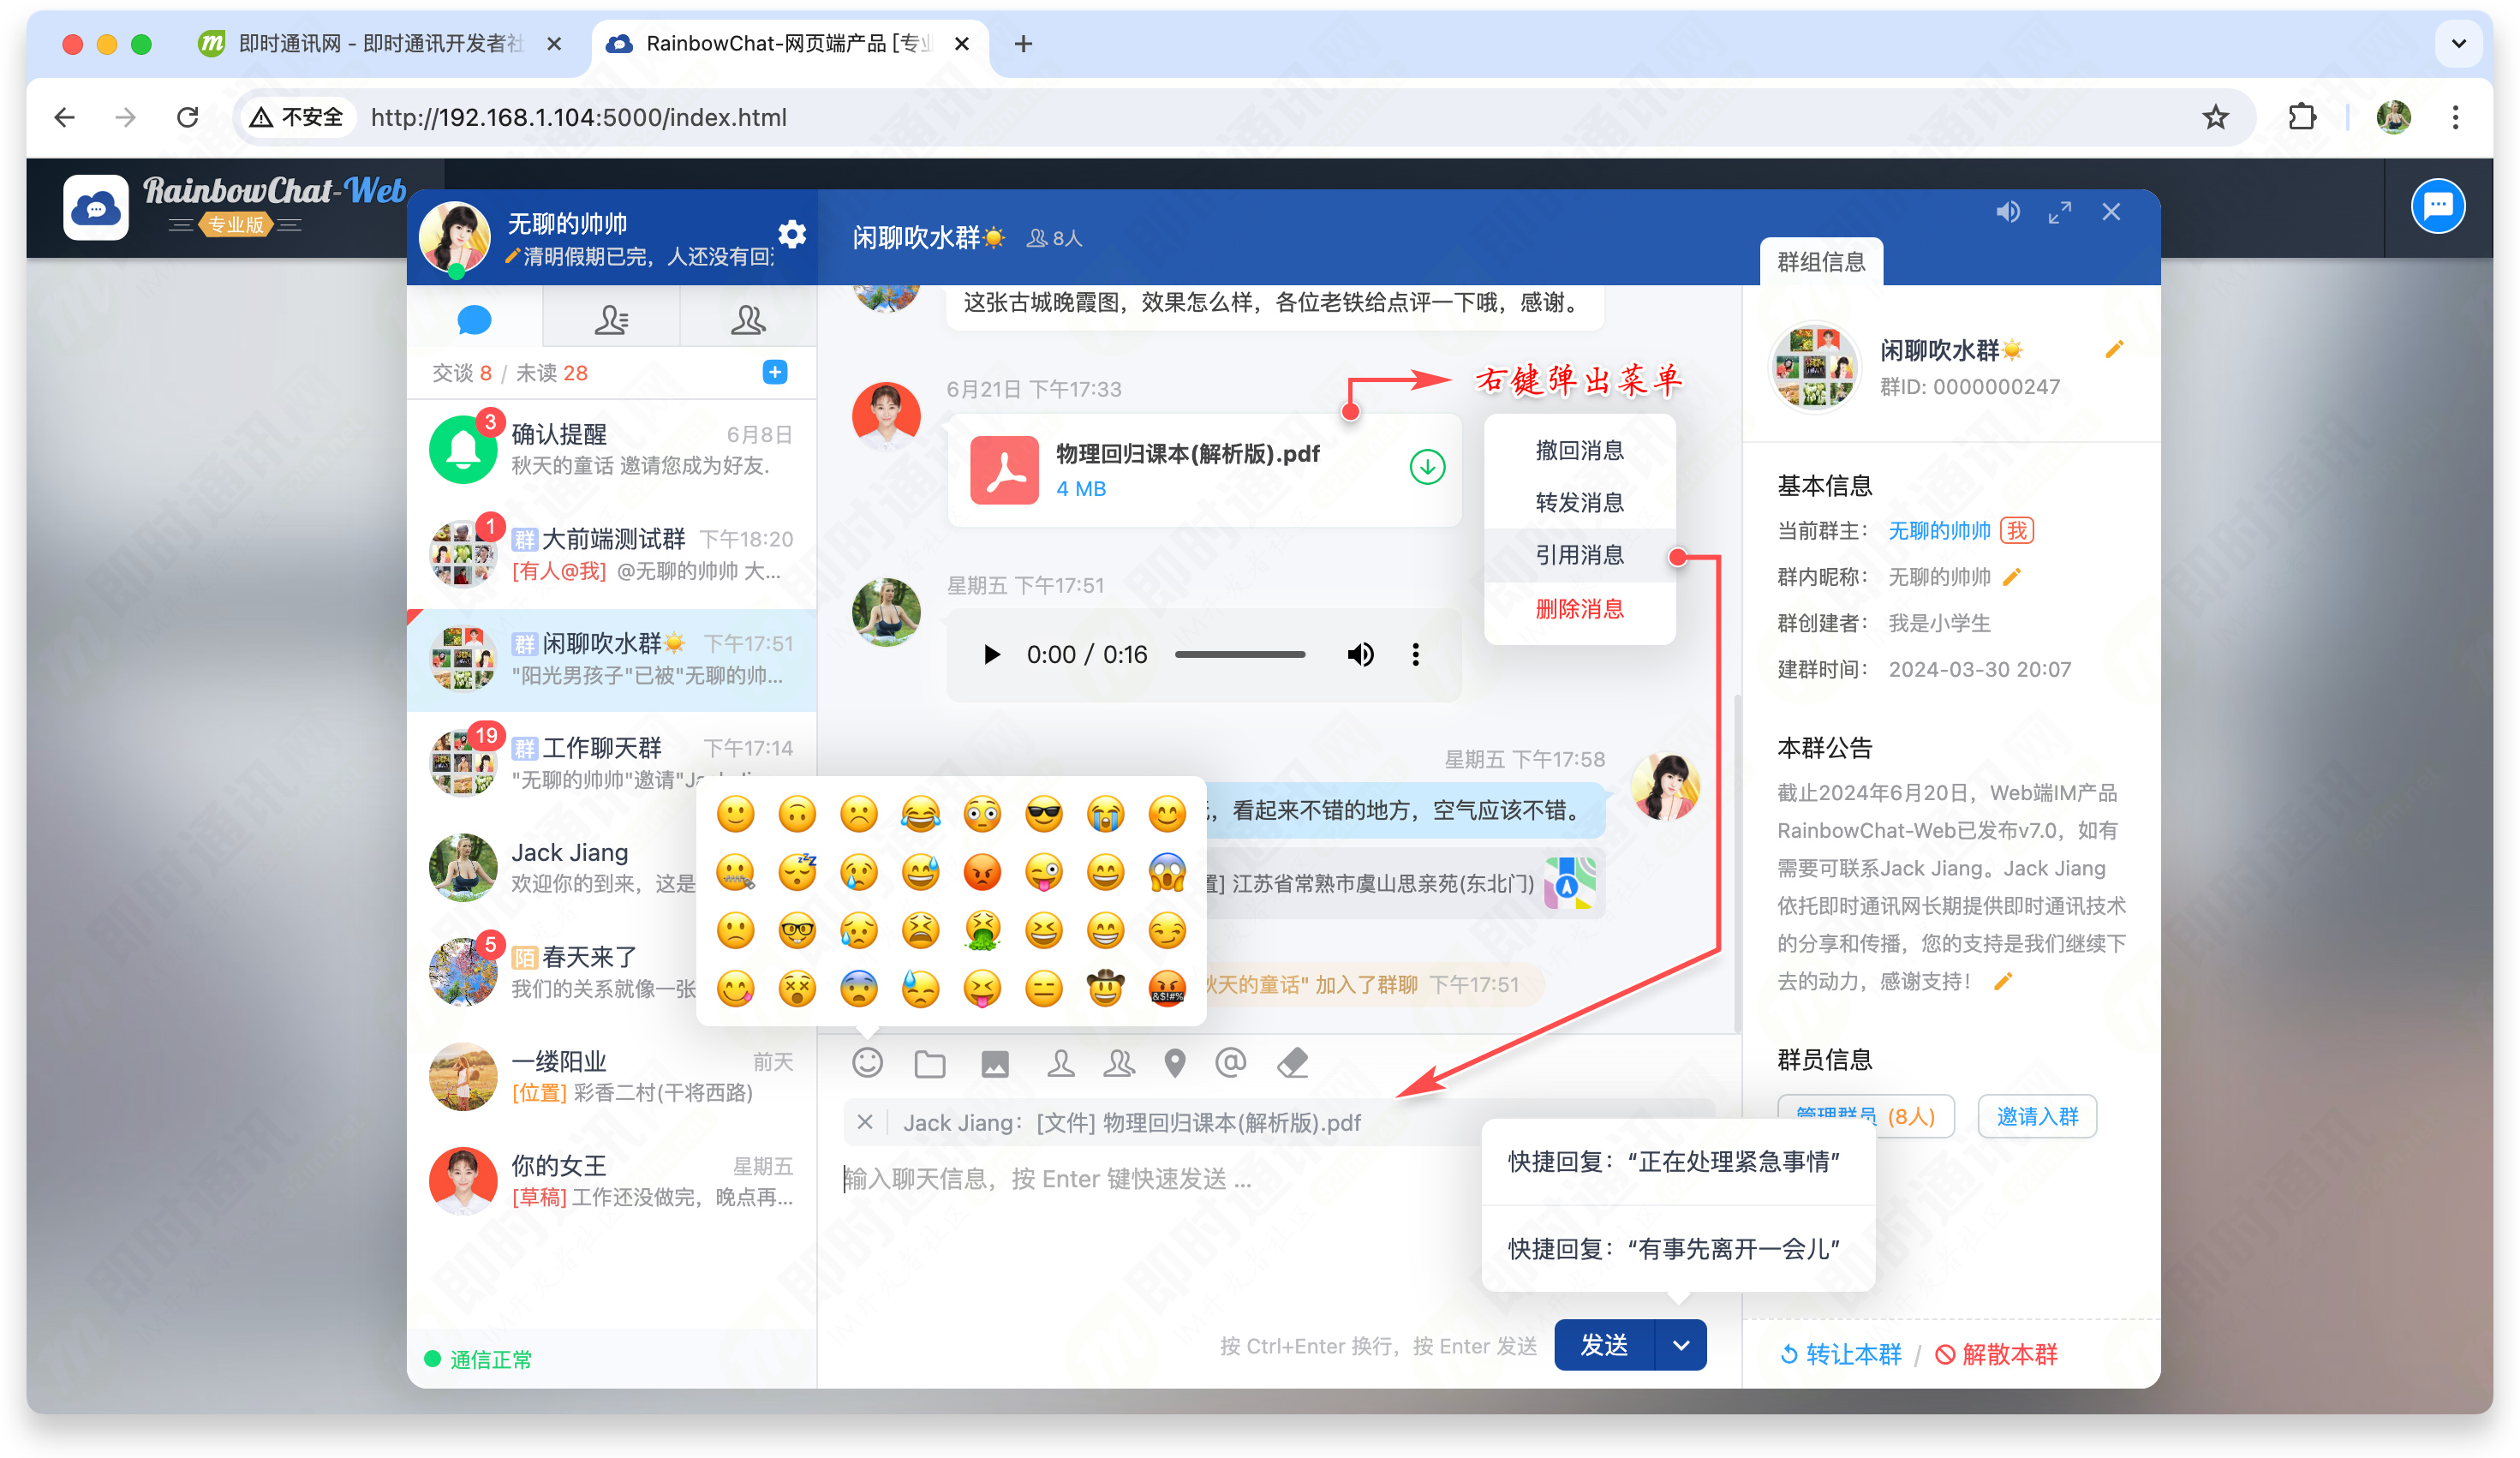 即时通讯网 - 即时通讯开发者社
RainbowChat-网页端产品 [专业
不安全
http://192.168.1.104:5000/index.html
RainbowChat-Web
专业版
无聊的帅帅
清明假期已完，人还没有回
闲聊吹水群☀️
8人
群组信息
交谈 8 / 未读 28
3
确认提醒
6月8日
秋天的童话 邀请您成为好友.
1
群 大前端测试群
下午18:20
[有人@我] @无聊的帅帅 大...
群 闲聊吹水群☀️
下午17:51
"阳光男孩子"已被"无聊的帅...
19
群 工作聊天群
下午17:14
"无聊的帅帅"邀请"Ja
Jack Jiang
欢迎你的到来，这是
5
陌 春天来了
我们的关系就像一张
一缕阳业
前天
[位置] 彩香二村(干将西路)
你的女王
星期五
[草稿] 工作还没做完，晚点再...
通信正常
这张古城晚霞图，效果怎么样，各位老铁给点评一下哦，感谢。
6月21日 下午17:33
物理回归课本(解析版).pdf
4 MB
右键弹出菜单
撤回消息
转发消息
引用消息
删除消息
星期五 下午17:51
0:00 / 0:16
星期五 下午17:58
，看起来不错的地方，空气应该不错。
置] 江苏省常熟市虞山思亲苑(东北门)
秋天的童话" 加入了群聊 下午17:51
Jack Jiang：[文件] 物理回归课本(解析版).pdf
输入聊天信息，按 Enter 键快速发送 ...
快捷回复：“正在处理紧急事情”
快捷回复：“有事先离开一会儿”
按 Ctrl+Enter 换行，按 Enter 发送
发送
闲聊吹水群☀️
群ID: 0000000247
基本信息
当前群主： 无聊的帅帅 我
群内昵称： 无聊的帅帅
群创建者： 我是小学生
建群时间： 2024-03-30 20:07
本群公告
截止2024年6月20日，Web端IM产品
RainbowChat-Web已发布v7.0，如有
需要可联系Jack Jiang。Jack Jiang
依托即时通讯网长期提供即时通讯技术
的分享和传播，您的支持是我们继续下
去的动力，感谢支持！
群员信息
管理群员 (8人)
邀请入群
转让本群 / 解散本群